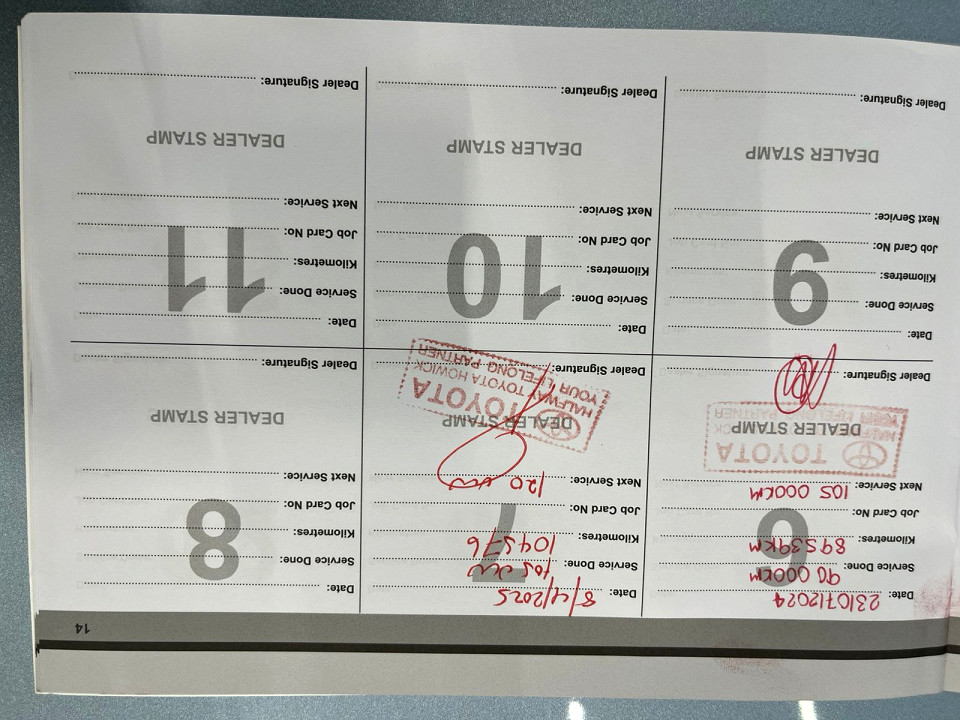 14
6
Date: 23/07/2024
Service Done: 90 000KM
Kilometres: 89539KM
Job Card No:
Next Service: 105 000KM
TOYOTA
DEALER STAMP
PARTNER
Dealer Signature:
7
Date: 8/4/2025
Service Done: 105 000
Kilometres: 104576
Job Card No:
Next Service: 120 000
DEALER STAMP
TOYOTA
HALFWAY TOYOTA HOWICK
YOUR LIFELONG PARTNER
Dealer Signature:
8
Date:
Service Done:
Kilometres:
Job Card No:
Next Service:
DEALER STAMP
Dealer Signature:
9
Date:
Service Done:
Kilometres:
Job Card No:
Next Service:
DEALER STAMP
Dealer Signature:
10
Date:
Service Done:
Kilometres:
Job Card No:
Next Service:
DEALER STAMP
Dealer Signature:
11
Date:
Service Done:
Kilometres:
Job Card No:
Next Service:
DEALER STAMP
Dealer Signature: